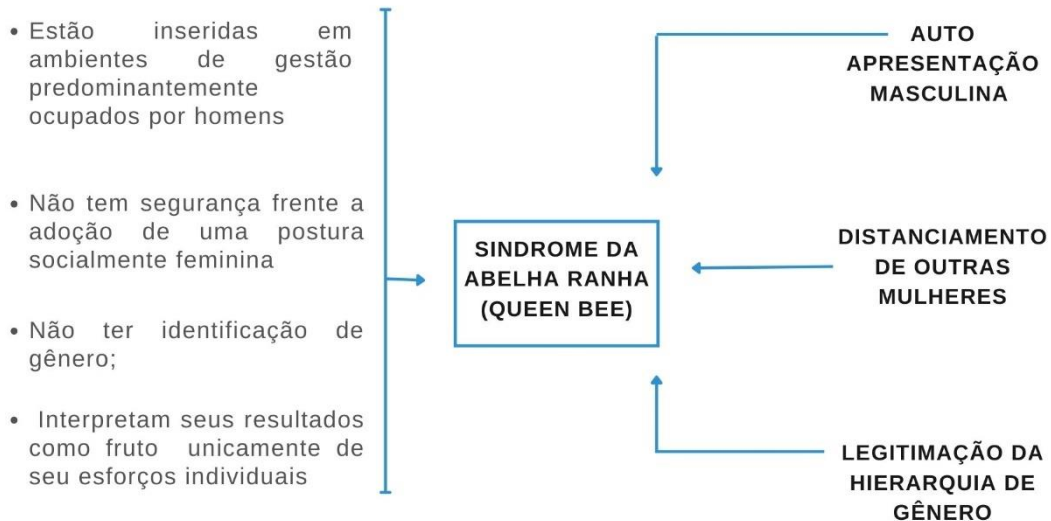 • Estão inseridas em
ambientes de gestão
predominantemente
ocupados por homens
• Não tem segurança frente a
adoção de uma postura
socialmente feminina
• Não ter identificação de
gênero;
• Interpretam seus resultados
como fruto unicamente de
seu esforços individuais
SINDROME DA
ABELHA RANHA
(QUEEN BEE)
AUTO
APRESENTAÇÃO
MASCULINA
DISTANCIAMENTO
DE OUTRAS
MULHERES
LEGITIMAÇÃO DA
HIERARQUIA DE
GÊNERO